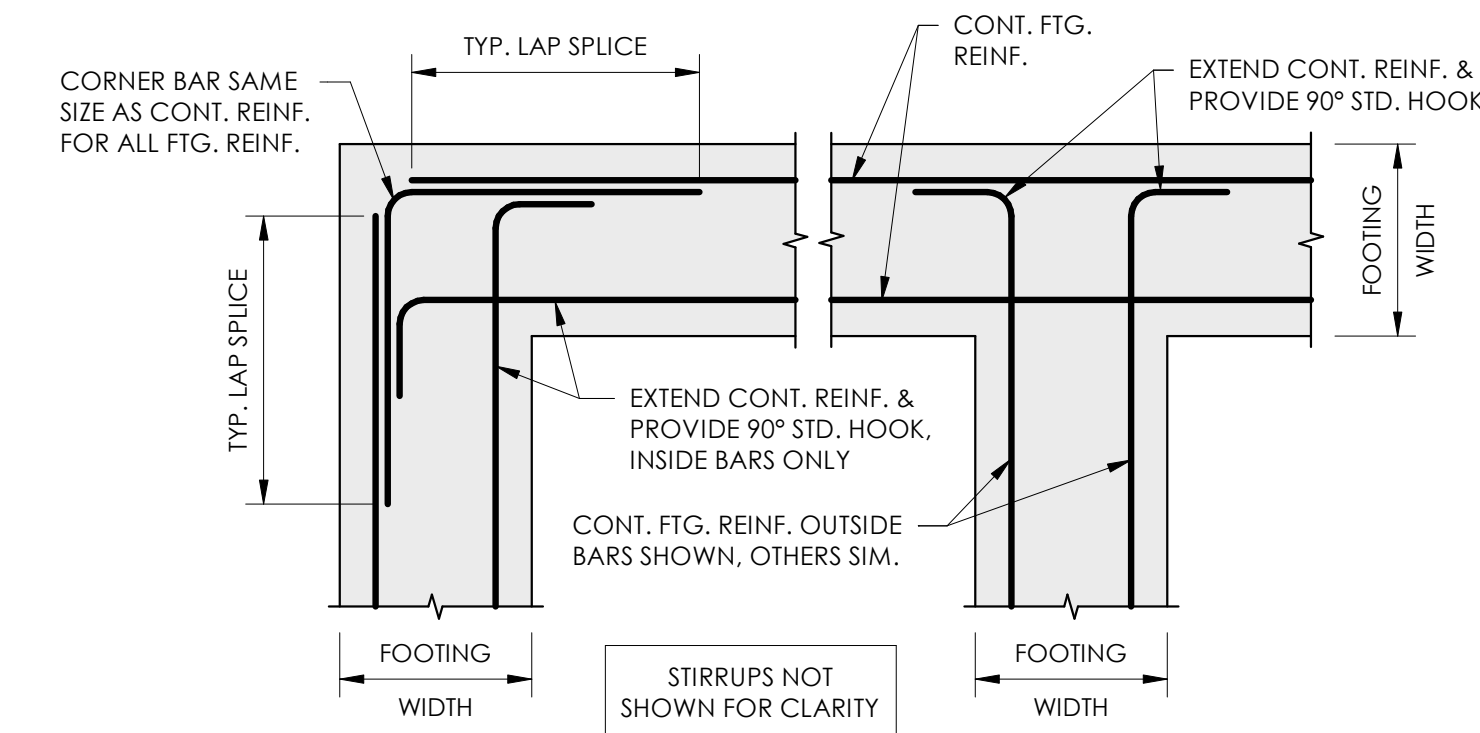 TYP. LAP SPLICE
CONT. FTG.
REINF.
CORNER BAR SAME
SIZE AS CONT. REINF.
FOR ALL FTG. REINF.
EXTEND CONT. REINF. &
PROVIDE 90° STD. HOOK
FOOTING
WIDTH
TYP. LAP SPLICE
EXTEND CONT. REINF. &
PROVIDE 90° STD. HOOK,
INSIDE BARS ONLY
CONT. FTG. REINF. OUTSIDE
BARS SHOWN, OTHERS SIM.
FOOTING
WIDTH
STIRRUPS NOT
SHOWN FOR CLARITY
FOOTING
WIDTH